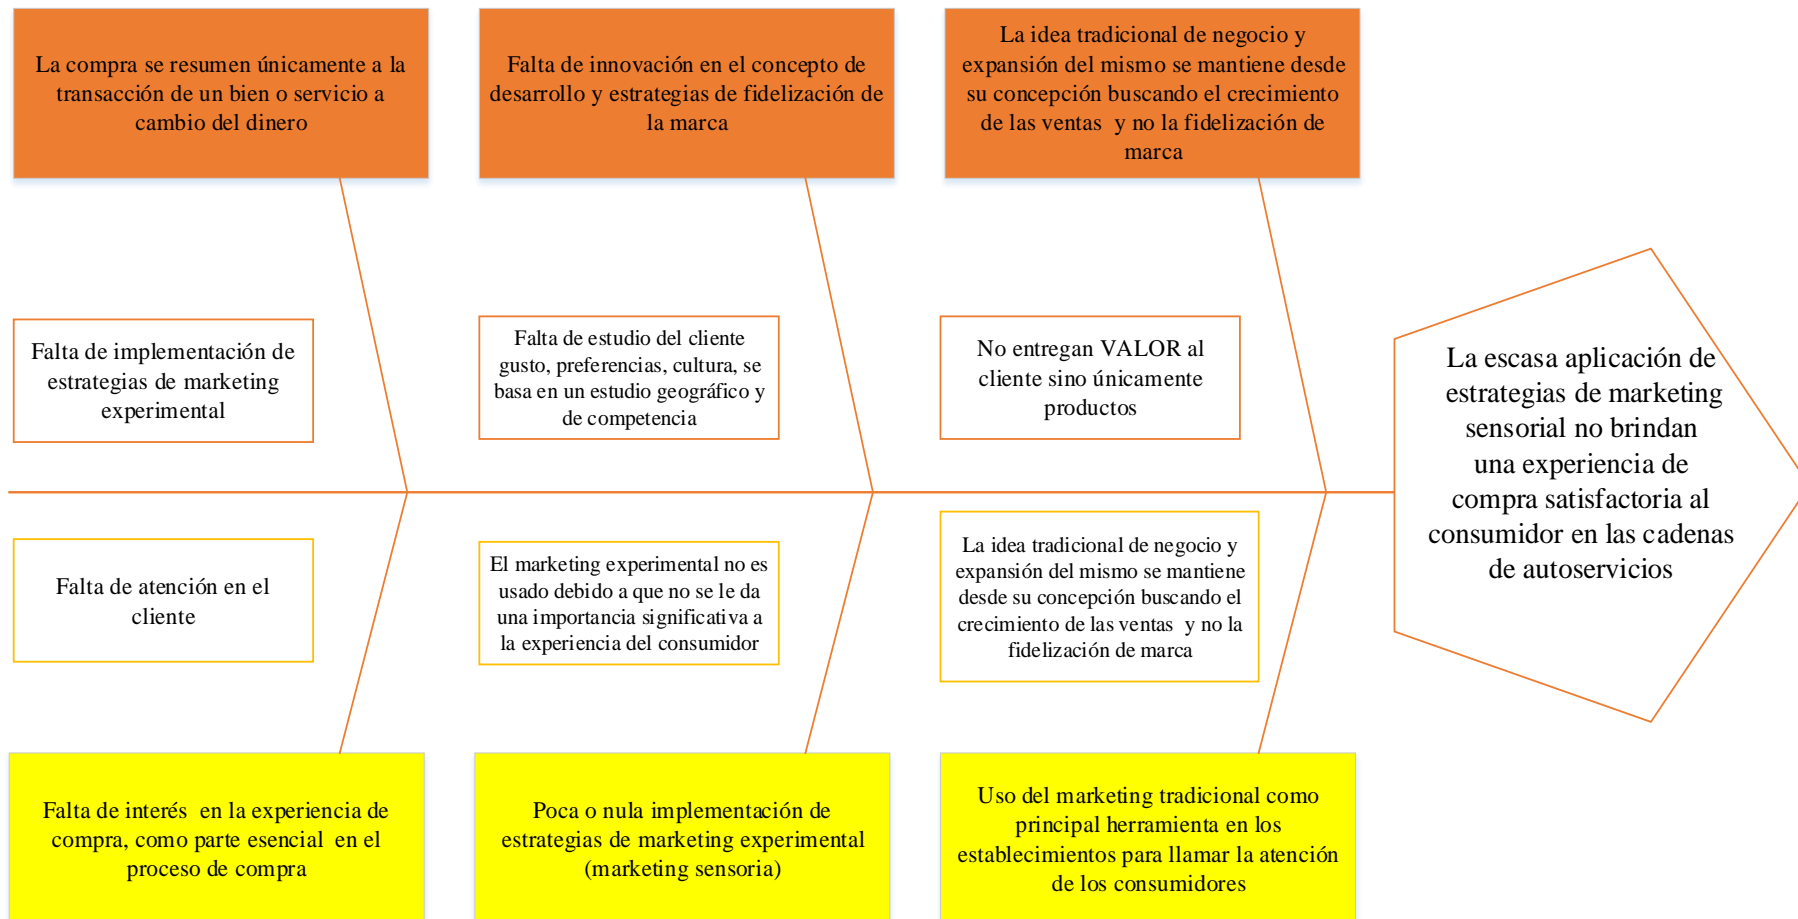 La compra se resumen únicamente a la
transacción de un bien o servicio a
cambio del dinero
Falta de innovación en el concepto de
desarrollo y estrategias de fidelización de
la marca
La idea tradicional de negocio y
expansión del mismo se mantiene desde
su concepción buscando el crecimiento
de las ventas y no la fidelización de
marca
Falta de implementación de
estrategias de marketing
experimental
Falta de estudio del cliente
gusto, preferencias, cultura, se
basa en un estudio geográfico y
de competencia
No entregan VALOR al
cliente sino únicamente
productos
La escasa aplicación de
estrategias de marketing
sensorial no brindan
una experiencia de
compra satisfactoria al
consumidor en las cadenas
de autoservicios
Falta de atención en el
cliente
El marketing experimental no es
usado debido a que no se le da
una importancia significativa a
la experiencia del consumidor
La idea tradicional de negocio y
expansión del mismo se mantiene
desde su concepción buscando el
crecimiento de las ventas y no la
fidelización de marca
Falta de interés en la experiencia de
compra, como parte esencial en el
proceso de compra
Poca o nula implementación de
estrategias de marketing experimental
(marketing sensoria)
Uso del marketing tradicional como
principal herramienta en los
establecimientos para llamar la atención
de los consumidores